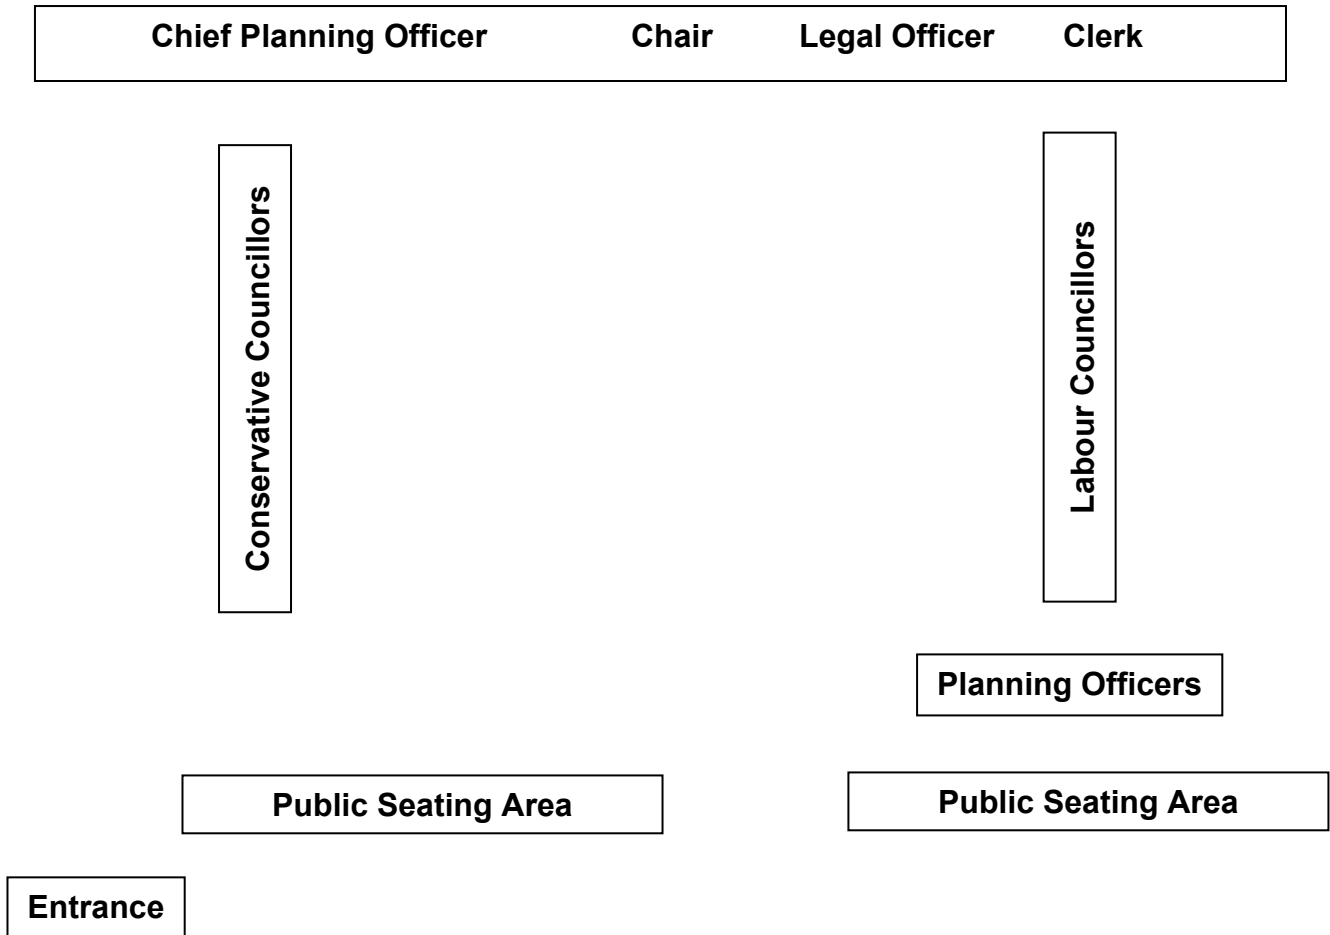 Chief Planning Officer Chair Legal Officer Clerk
Conservative Councillors
Labour Councillors
Planning Officers
Public Seating Area
Public Seating Area
Entrance